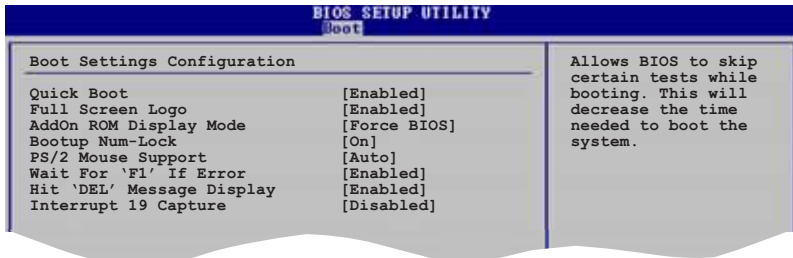 BIOS SETUP UTILITY
Boot
Boot Settings Configuration
Quick Boot [Enabled]
Full Screen Logo [Enabled]
AddOn ROM Display Mode [Force BIOS]
Bootup Num-Lock [On]
PS/2 Mouse Support [Auto]
Wait For ‘F1’ If Error [Enabled]
Hit ‘DEL’ Message Display [Enabled]
Interrupt 19 Capture [Disabled]
Allows BIOS to skip
certain tests while
booting. This will
decrease the time
needed to boot the
system.